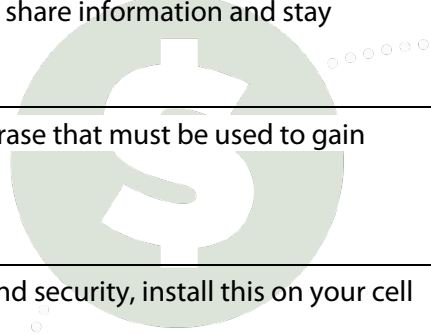 share information and stay
rase that must be used to gain
nd security, install this on your cell